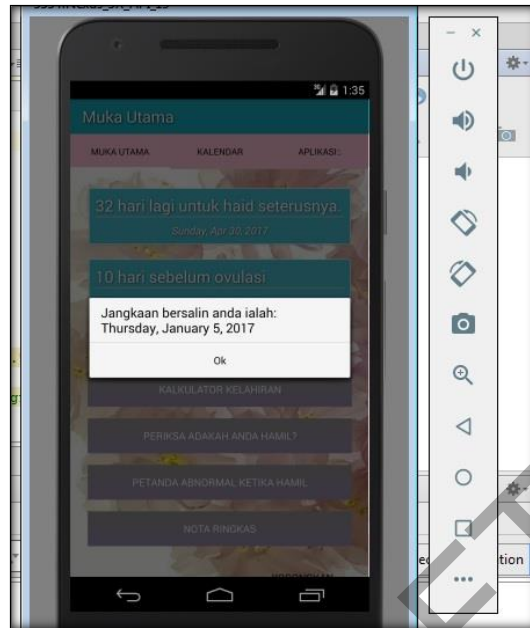 1:35
Muka Utama
MUKA UTAMA KALENDAR APLIKASI:.
32 hari lagi untuk haid seterusnya.
Sunday, Apr 30, 2017
10 hari sebelum ovulasi
Jangkaan bersalin anda ialah:
Thursday, January 5, 2017
Ok
KALKULATOR KELAHIRAN
PERIKSA ADAKAH ANDA HAMIL?
PETANDA ABNORMAL KETIKA HAMIL
NOTA RINGKAS
tion